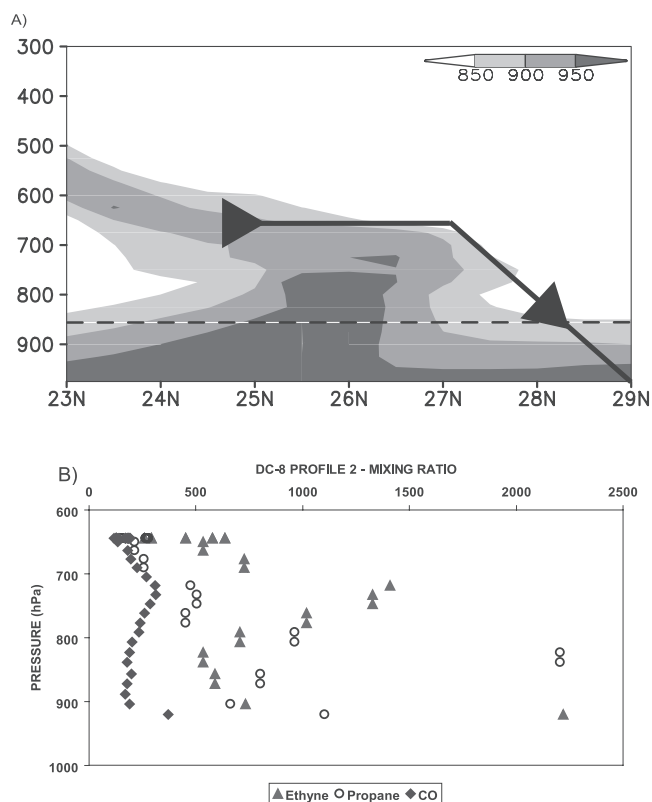 A)
300
400
500
600
700
800
900
850 900 950
23N 24N 25N 26N 27N 28N 29N
B)
DC-8 PROFILE 2 - MIXING RATIO
0 500 1000 1500 2000 2500
600
700
800
900
1000
PRESSURE (hPa)
Ethyne Propane CO